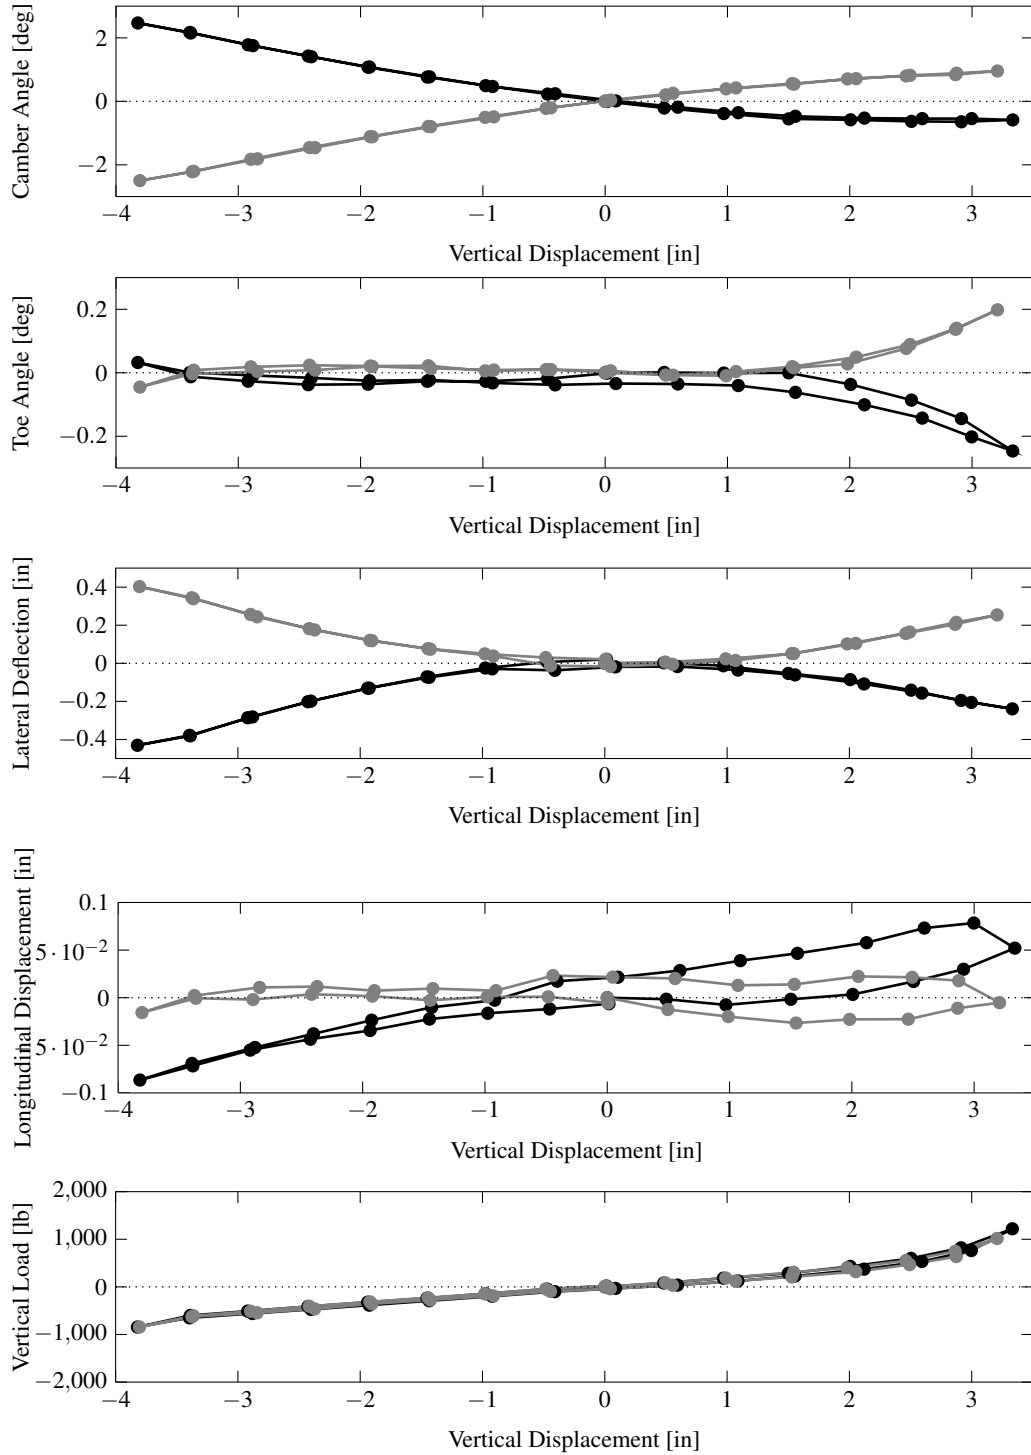 Camber Angle [deg]
2
0
−2
−4 −3 −2 −1 0 1 2 3
Vertical Displacement [in]
Toe Angle [deg]
0.2
0
−0.2
−4 −3 −2 −1 0 1 2 3
Vertical Displacement [in]
Lateral Deflection [in]
0.4
0.2
0
−0.2
−0.4
−4 −3 −2 −1 0 1 2 3
Vertical Displacement [in]
Longitudinal Displacement [in]
0.1
5 · 10−2
0
5 · 10−2
−0.1
−4 −3 −2 −1 0 1 2 3
Vertical Displacement [in]
Vertical Load [lb]
2,000
1,000
0
−1,000
−2,000
−4 −3 −2 −1 0 1 2 3
Vertical Displacement [in]